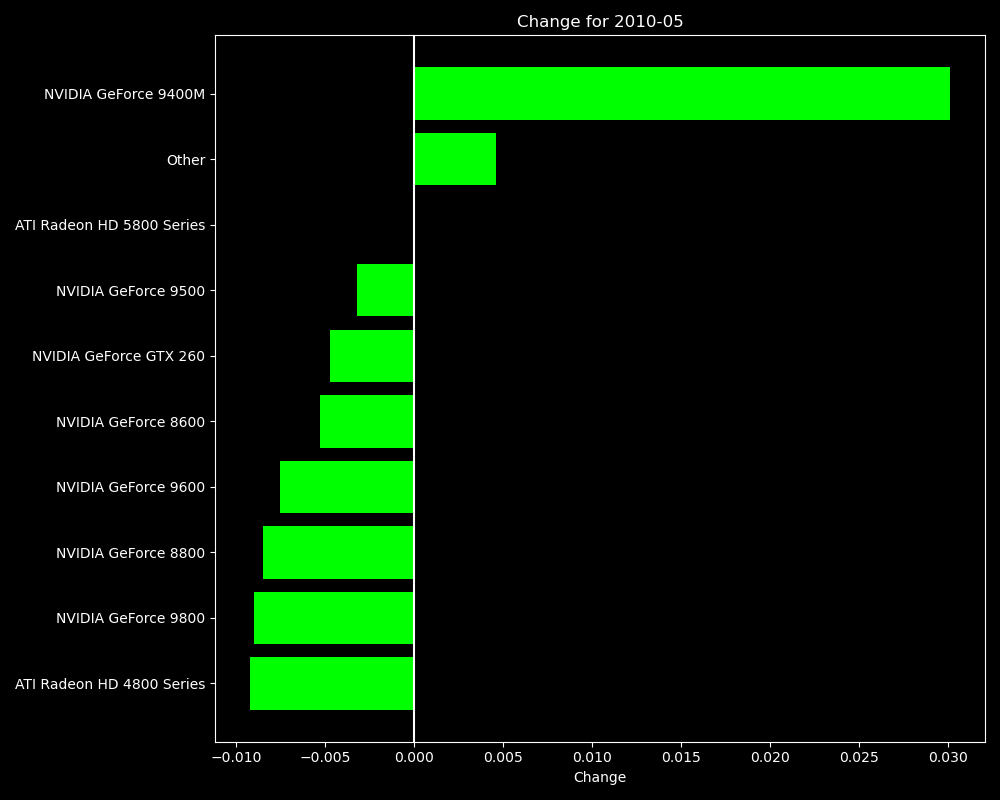 Change for 2010-05
NVIDIA GeForce 9400M
Other
ATI Radeon HD 5800 Series
NVIDIA GeForce 9500
NVIDIA GeForce GTX 260
NVIDIA GeForce 8600
NVIDIA GeForce 9600
NVIDIA GeForce 8800
NVIDIA GeForce 9800
ATI Radeon HD 4800 Series
−0.010 −0.005 0.000 0.005 0.010 0.015 0.020 0.025 0.030
Change